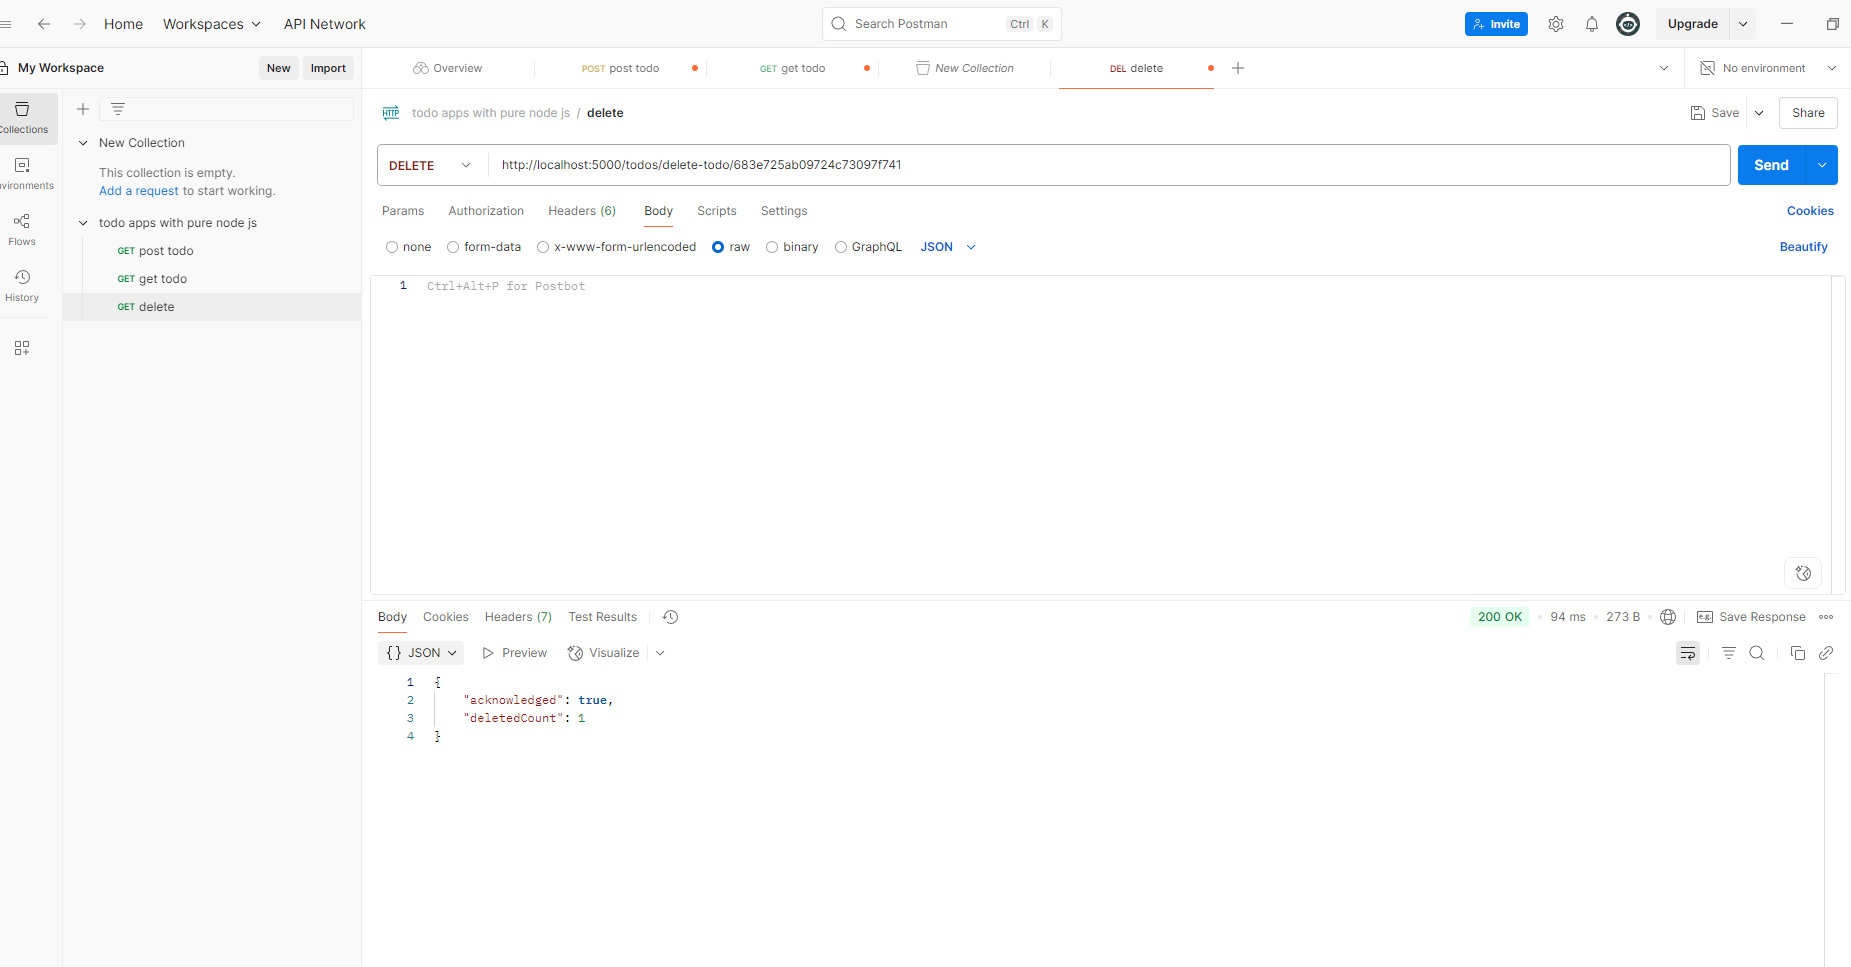 Home Workspaces API Network Search Postman Ctrl K Invite Upgrade
My Workspace New Import Overview POST post todo GET get todo New Collection DEL delete No environment
Collections
vironments
Flows
History
New Collection
This collection is empty.
Add a request to start working.
todo apps with pure node js
GET post todo
GET get todo
GET delete
HTTP todo apps with pure node js / delete Save Share
DELETE http://localhost:5000/todos/delete-todo/683e725ab09724c73097f741 Send
Params Authorization Headers (6) Body Scripts Settings Cookies
none form-data x-www-form-urlencoded raw binary GraphQL JSON Beautify
1 Ctrl+Alt+P for Postbot
Body Cookies Headers (7) Test Results 200 OK 94 ms 273 B e.g. Save Response
{} JSON Preview Visualize
1 {
2 "acknowledged": true,
3 "deletedCount": 1
4 }